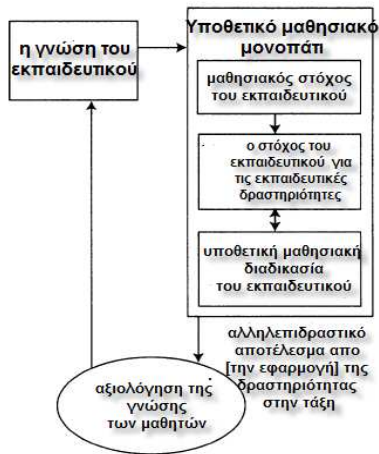 η γνώση του
εκπαιδευτικού
Υποθετικό μαθησιακό
μονοπάτι
μαθησιακός στόχος
του εκπαιδευτικού
ο στόχος του
εκπαιδευτικού για
τις εκπαιδευτικές
δραστηριότητες
υποθετική μαθησιακή
διαδικασία
του εκπαιδευτικού
αλληλεπιδραστικό
αποτέλεσμα απο
[την εφαρμογή] της
δραστηριότητας
στην τάξη
αξιολόγηση της
γνώσης
των μαθητών